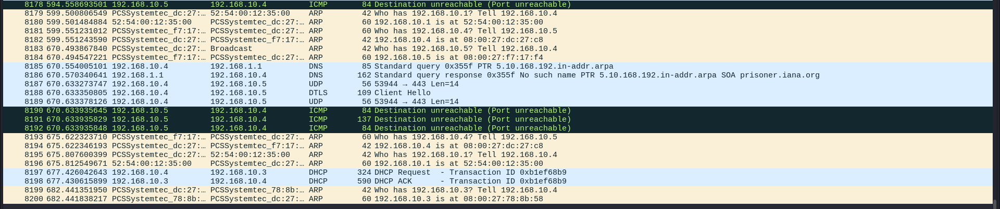 8178 594.558693501 192.168.10.5 192.168.10.4 ICMP 84 Destination unreachable (Port unreachable)
8179 599.500806549 PCSSystemtec_dc:27:… 52:54:00:12:35:00 ARP 42 Who has 192.168.10.1? Tell 192.168.10.4
8180 599.501484884 52:54:00:12:35:00 PCSSystemtec_dc:27:… ARP 60 192.168.10.1 is at 52:54:00:12:35:00
8181 599.551231012 PCSSystemtec_f7:17:… PCSSystemtec_dc:27:… ARP 60 Who has 192.168.10.4? Tell 192.168.10.5
8182 599.551243590 PCSSystemtec_dc:27:… PCSSystemtec_f7:17:… ARP 42 192.168.10.4 is at 08:00:27:dc:27:c8
8183 670.493867840 PCSSystemtec_dc:27:… Broadcast ARP 42 Who has 192.168.10.5? Tell 192.168.10.4
8184 670.494547221 PCSSystemtec_f7:17:… PCSSystemtec_dc:27:… ARP 60 192.168.10.5 is at 08:00:27:f7:17:f4
8185 670.554005101 192.168.10.4 192.168.1.1 DNS 85 Standard query 0x355f PTR 5.10.168.192.in-addr.arpa
8186 670.570340641 192.168.1.1 192.168.10.4 DNS 162 Standard query response 0x355f No such name PTR 5.10.168.192.in-addr.arpa SOA prisoner.iana.org
8187 670.633273747 192.168.10.4 192.168.10.5 UDP 56 53944 → 443 Len=14
8188 670.633350805 192.168.10.4 192.168.10.5 DTLS 109 Client Hello
8189 670.633378126 192.168.10.4 192.168.10.5 UDP 56 53944 → 443 Len=14
8190 670.633935645 192.168.10.5 192.168.10.4 ICMP 84 Destination unreachable (Port unreachable)
8191 670.633935829 192.168.10.5 192.168.10.4 ICMP 137 Destination unreachable (Port unreachable)
8192 670.633935848 192.168.10.5 192.168.10.4 ICMP 84 Destination unreachable (Port unreachable)
8193 675.622323710 PCSSystemtec_f7:17:… PCSSystemtec_dc:27:… ARP 60 Who has 192.168.10.4? Tell 192.168.10.5
8194 675.622346193 PCSSystemtec_dc:27:… PCSSystemtec_f7:17:… ARP 42 192.168.10.4 is at 08:00:27:dc:27:c8
8195 675.807600399 PCSSystemtec_dc:27:… 52:54:00:12:35:00 ARP 42 Who has 192.168.10.1? Tell 192.168.10.4
8196 675.812549671 52:54:00:12:35:00 PCSSystemtec_dc:27:… ARP 60 192.168.10.1 is at 52:54:00:12:35:00
8197 677.426042643 192.168.10.4 192.168.10.3 DHCP 324 DHCP Request - Transaction ID 0xb1ef68b9
8198 677.430615899 192.168.10.3 192.168.10.4 DHCP 590 DHCP ACK - Transaction ID 0xb1ef68b9
8199 682.441351950 PCSSystemtec_dc:27:… PCSSystemtec_78:8b:… ARP 42 Who has 192.168.10.3? Tell 192.168.10.4
8200 682.441838217 PCSSystemtec_78:8b:… PCSSystemtec_dc:27:… ARP 60 192.168.10.3 is at 08:00:27:78:8b:58